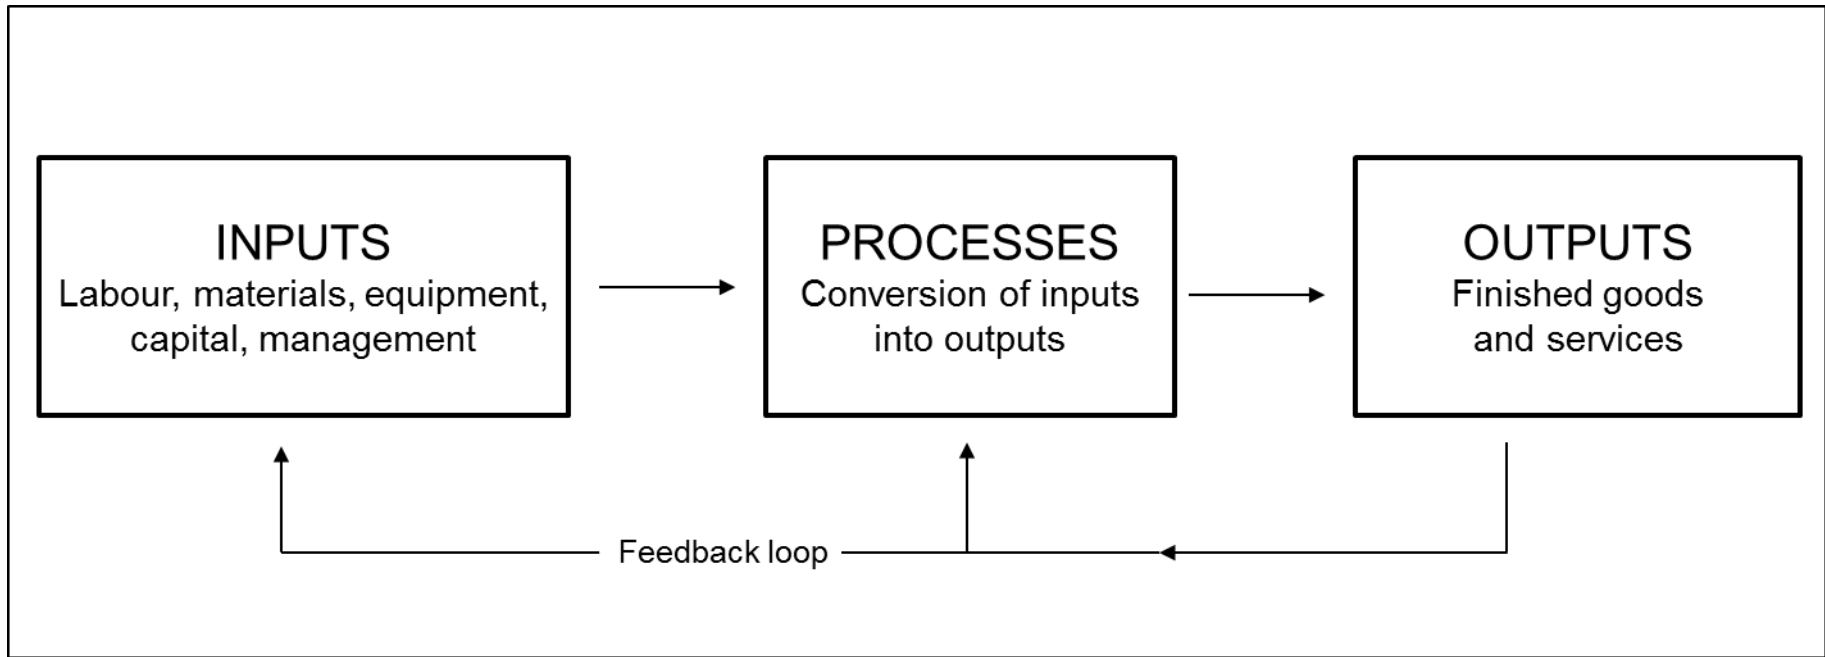 INPUTS
Labour, materials, equipment,
capital, management
PROCESSES
Conversion of inputs
into outputs
OUTPUTS
Finished goods
and services
Feedback loop